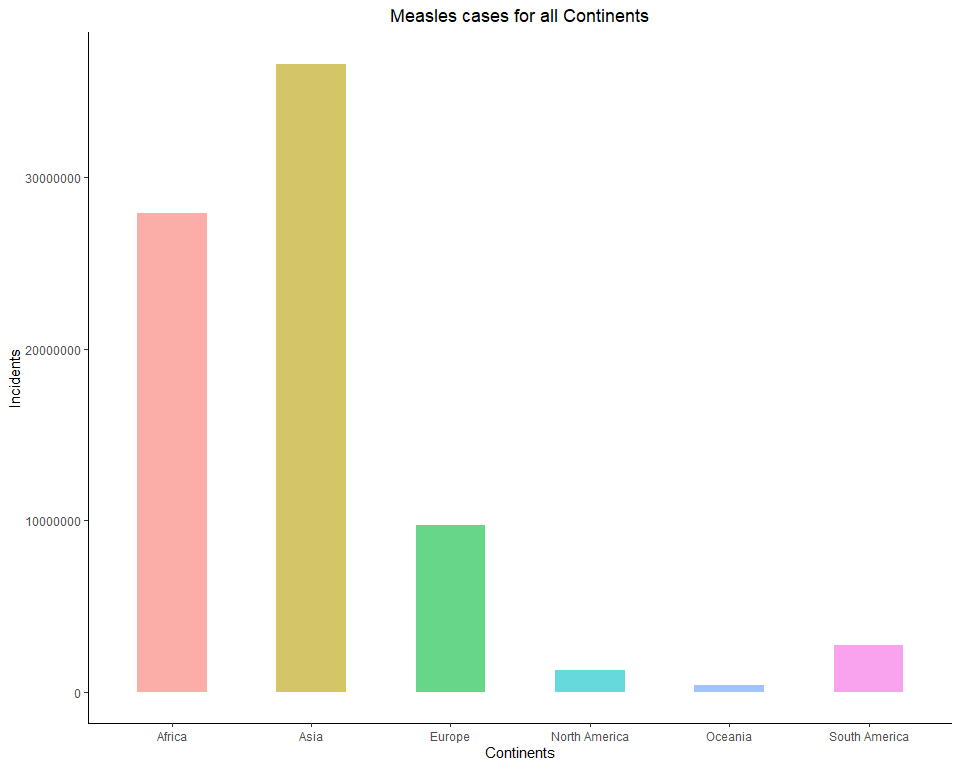 Measles cases for all Continents
Incidents
30000000
20000000
10000000
0
Africa
Asia
Europe
North America
Oceania
South America
Continents